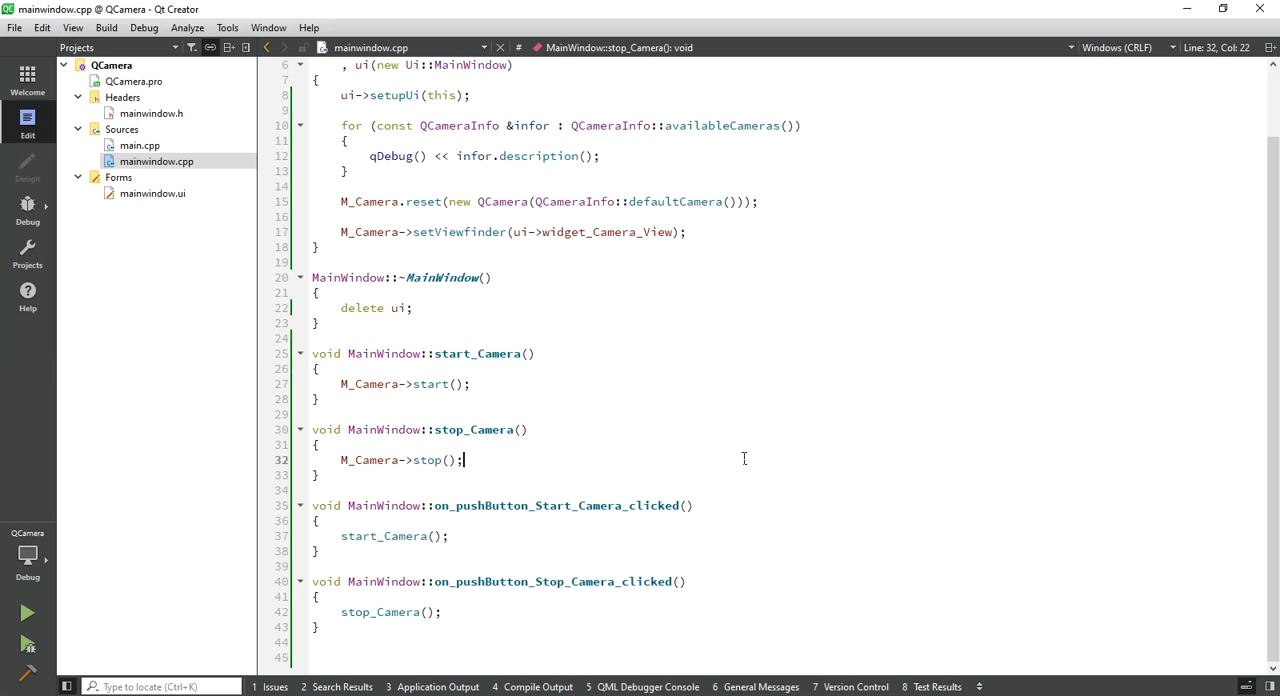 mainwindow.cpp @ QCamera - Qt Creator
File Edit View Build Debug Analyze Tools Window Help
Projects mainwindow.cpp # MainWindow::stop_Camera(): void Windows (CRLF) Line: 32, Col: 22
Welcome
Edit
Design
Debug
Projects
Help
QCamera
Debug
QCamera
QCamera.pro
Headers
mainwindow.h
Sources
main.cpp
mainwindow.cpp
Forms
mainwindow.ui
6 , ui(new Ui::MainWindow)
7 {
8 ui->setupUi(this);
9
10 for (const QCameraInfo &infor : QCameraInfo::availableCameras())
11 {
12 qDebug() << infor.description();
13 }
14
15 M_Camera.reset(new QCamera(QCameraInfo::defaultCamera()));
16
17 M_Camera->setViewfinder(ui->widget_Camera_View);
18 }
19
20 MainWindow::~MainWindow()
21 {
22 delete ui;
23 }
24
25 void MainWindow::start_Camera()
26 {
27 M_Camera->start();
28 }
29
30 void MainWindow::stop_Camera()
31 {
32 M_Camera->stop();
33 }
34
35 void MainWindow::on_pushButton_Start_Camera_clicked()
36 {
37 start_Camera();
38 }
39
40 void MainWindow::on_pushButton_Stop_Camera_clicked()
41 {
42 stop_Camera();
43 }
44
45
Type to locate (Ctrl+K) 1 Issues 2 Search Results 3 Application Output 4 Compile Output 5 QML Debugger Console 6 General Messages 7 Version Control 8 Test Results